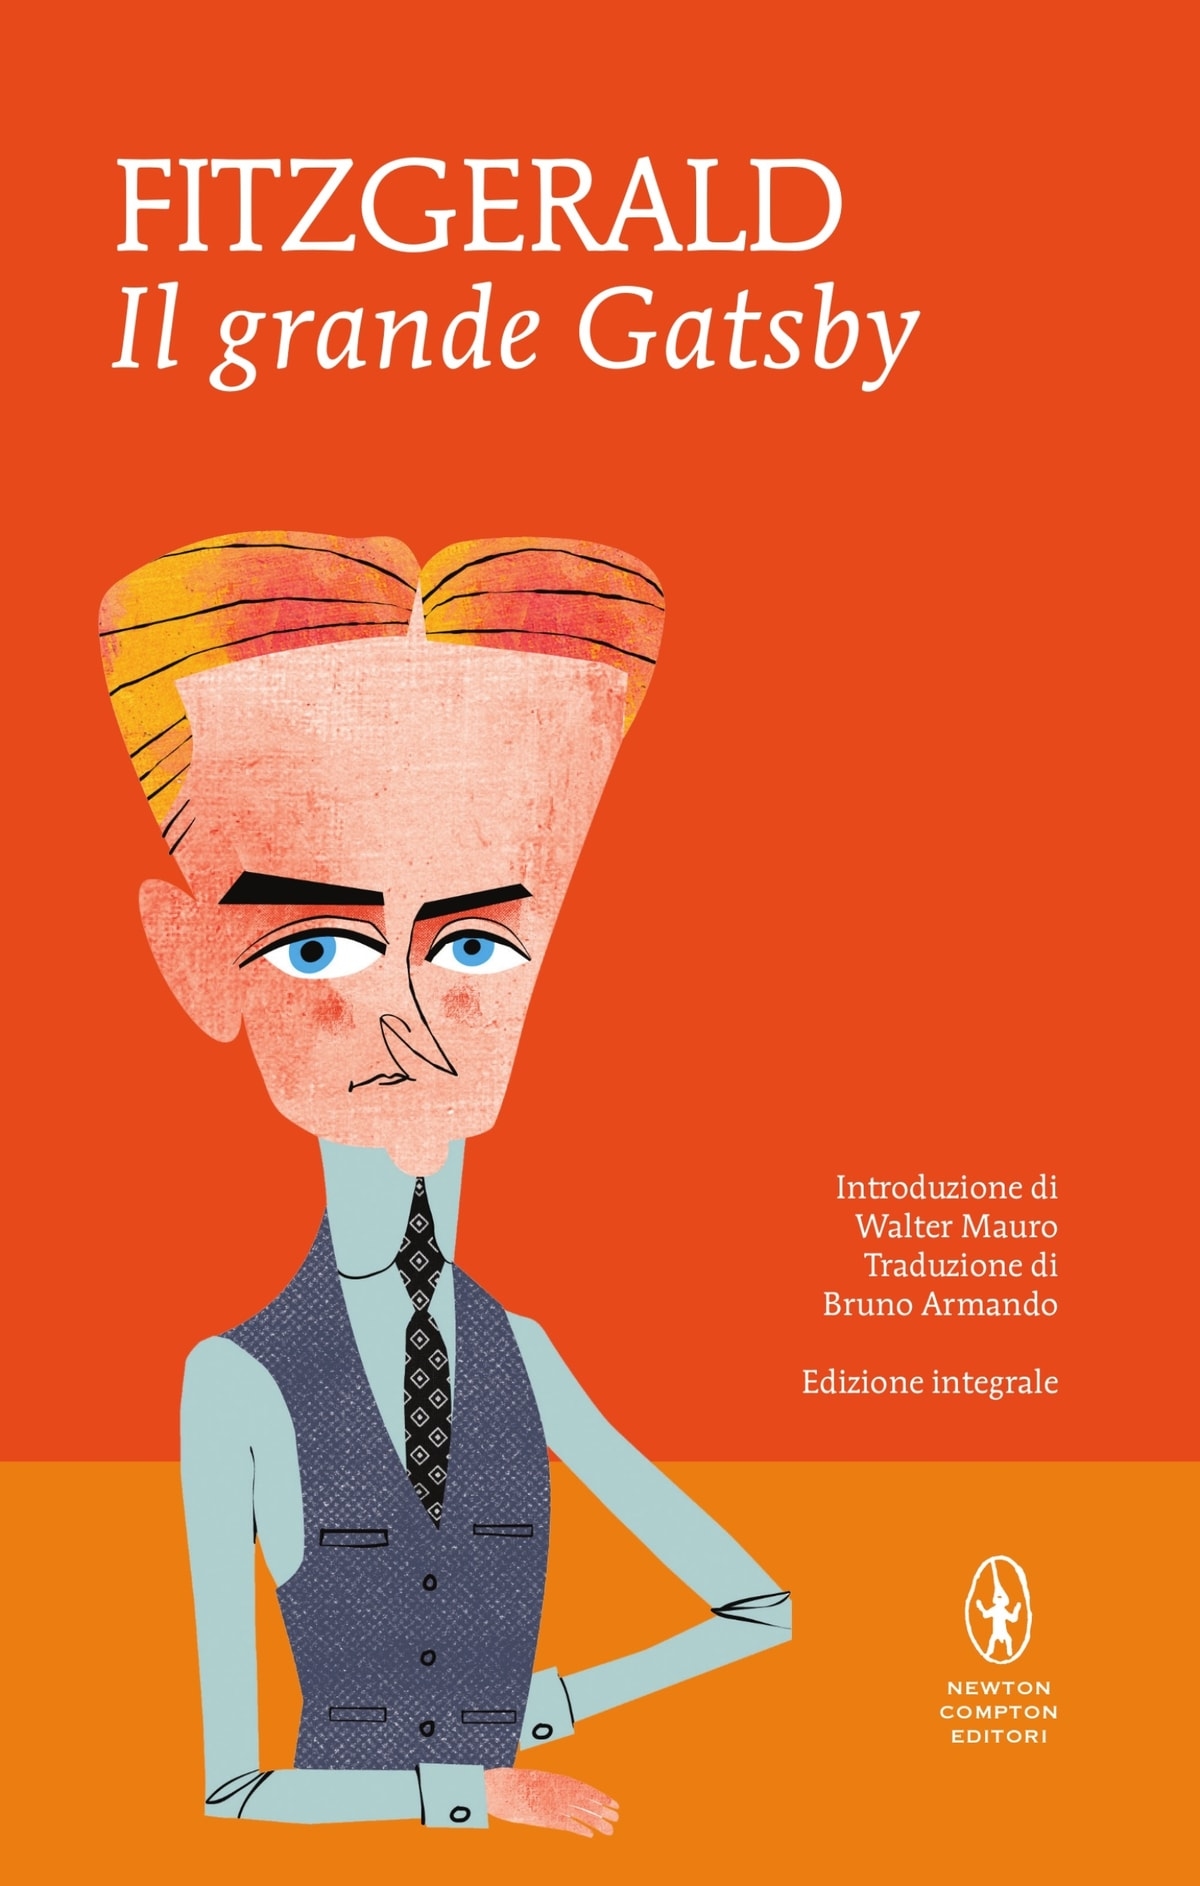 FITZGERALD
Il grande Gatsby
Introduzione di
Walter Mauro
Traduzione di
Bruno Armando
Edizione integrale
NEWTON
COMPTON
EDITORI